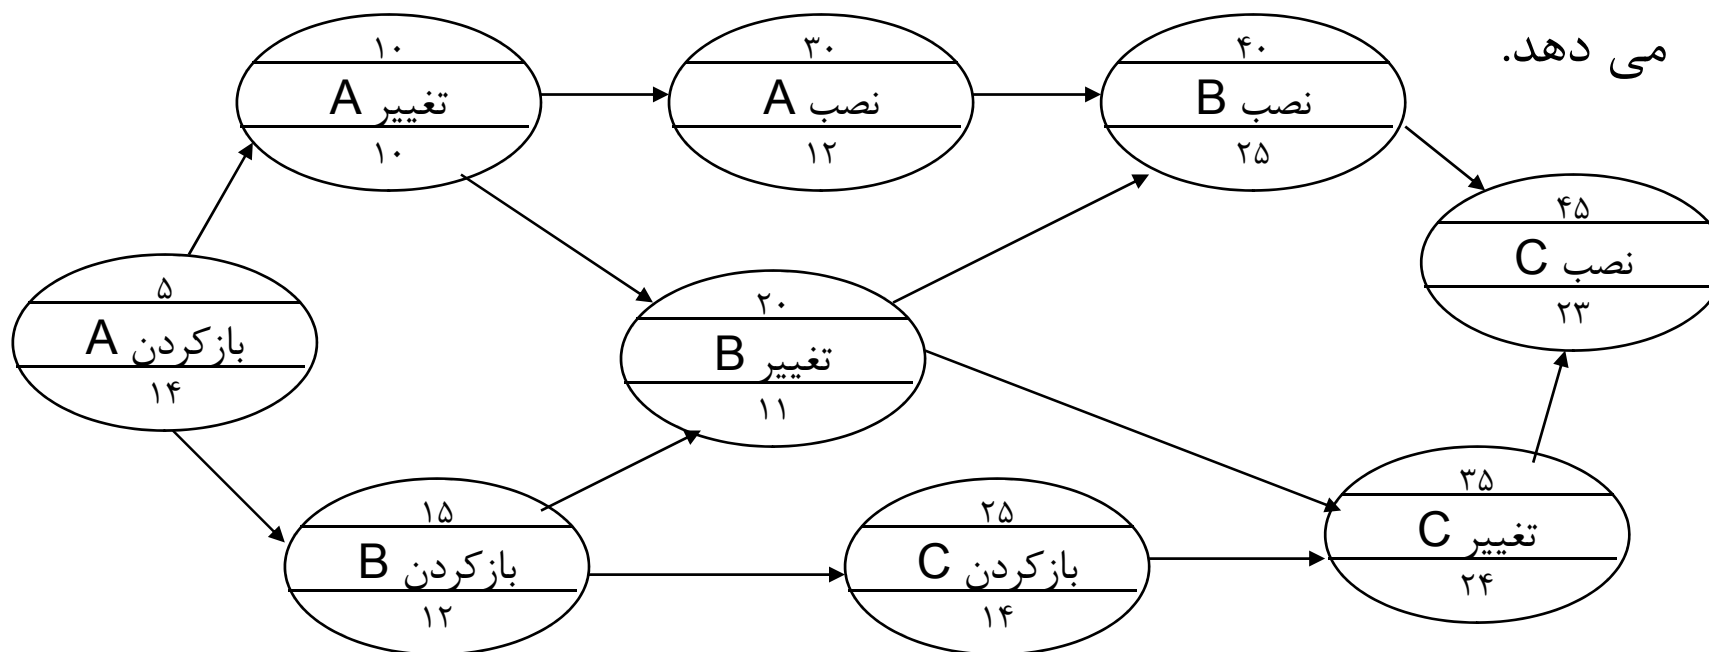 می دهد.
۱۰
تغییر A
۱۰
۳۰
نصب A
۱۲
۴۰
نصب B
۲۵
۴۵
نصب C
۲۳
۵
بازکردن A
۱۴
۲۰
تغییر B
۱۱
۱۵
بازکردن B
۱۲
۲۵
بازکردن C
۱۴
۳۵
تغییر C
۲۴